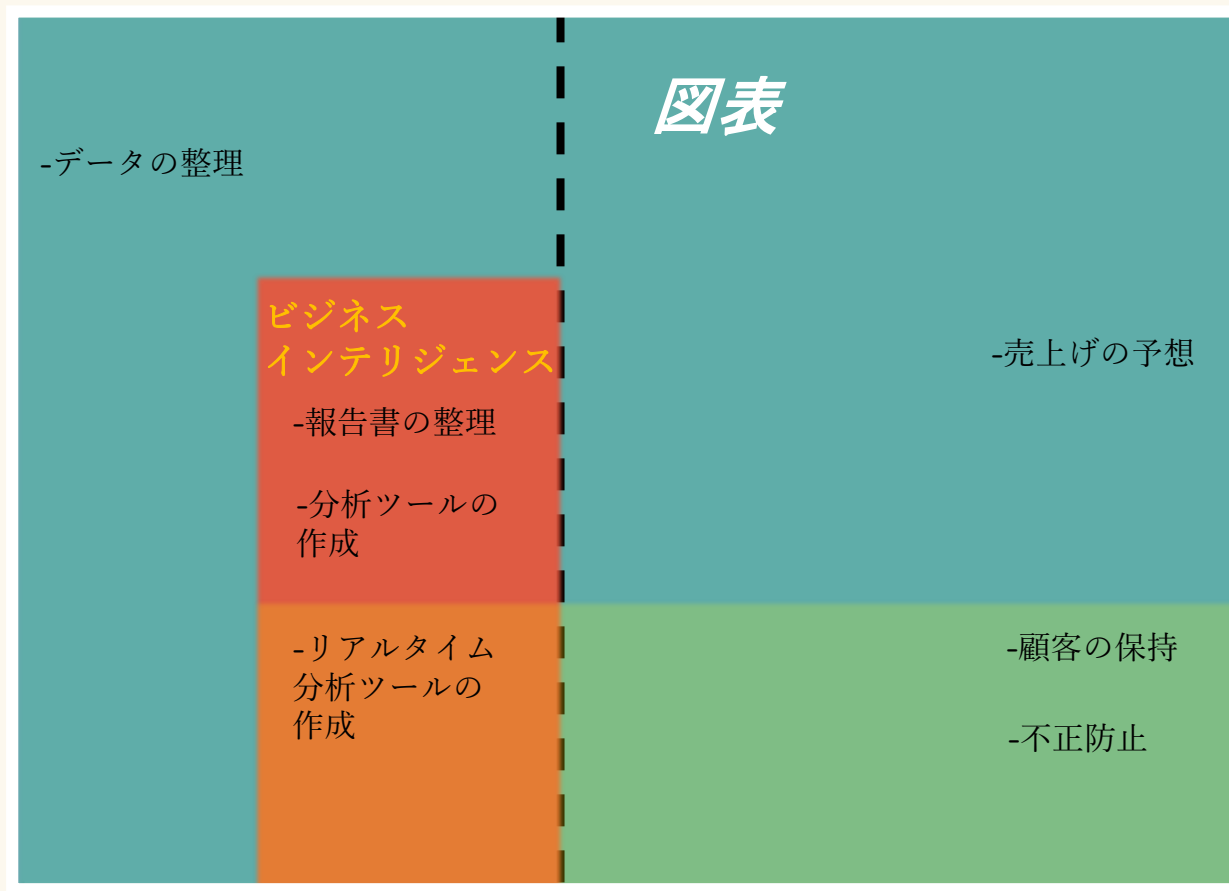 図表
-データの整理
ビジネス
インテリジェンス
-報告書の整理
-分析ツールの
作成
-リアルタイム
分析ツールの
作成
-売上げの予想
-顧客の保持
-不正防止